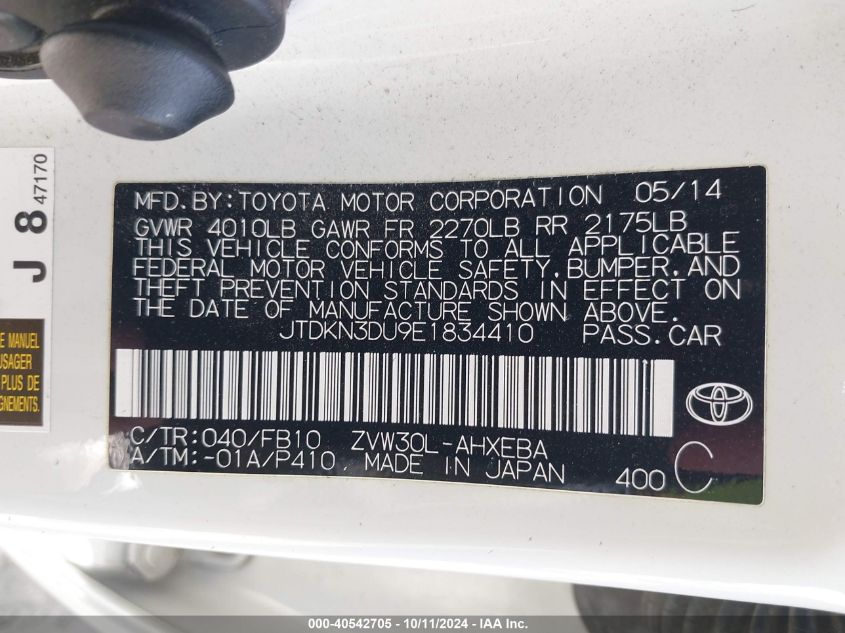 J 8 47170
E MANUEL
USAGER
PLUS DE
GNEMENTS.
MFD. BY: TOYOTA MOTOR CORPORATION 05/14
GVWR 4010LB GAWR FR 2270LB RR 2175LB
THIS VEHICLE CONFORMS TO ALL APPLICABLE
FEDERAL MOTOR VEHICLE SAFETY, BUMPER, AND
THEFT PREVENTION STANDARDS IN EFFECT ON
THE DATE OF MANUFACTURE SHOWN ABOVE.
JTDKN3DU9E1834410 PASS. CAR
C/TR: 040/FB10 ZVW30L-AHXEBA
A/TM: -01A/P410 MADE IN JAPAN 400 C
000-40542705 - 10/11/2024 - IAA Inc.